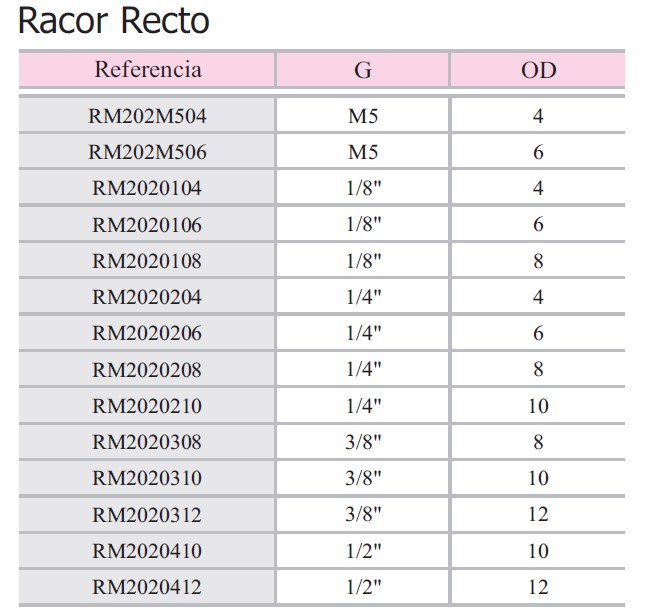 Racor Recto
Referencia G OD
RM202M504 M5 4
RM202M506 M5 6
RM2020104 1/8" 4
RM2020106 1/8" 6
RM2020108 1/8" 8
RM2020204 1/4" 4
RM2020206 1/4" 6
RM2020208 1/4" 8
RM2020210 1/4" 10
RM2020308 3/8" 8
RM2020310 3/8" 10
RM2020312 3/8" 12
RM2020410 1/2" 10
RM2020412 1/2" 12